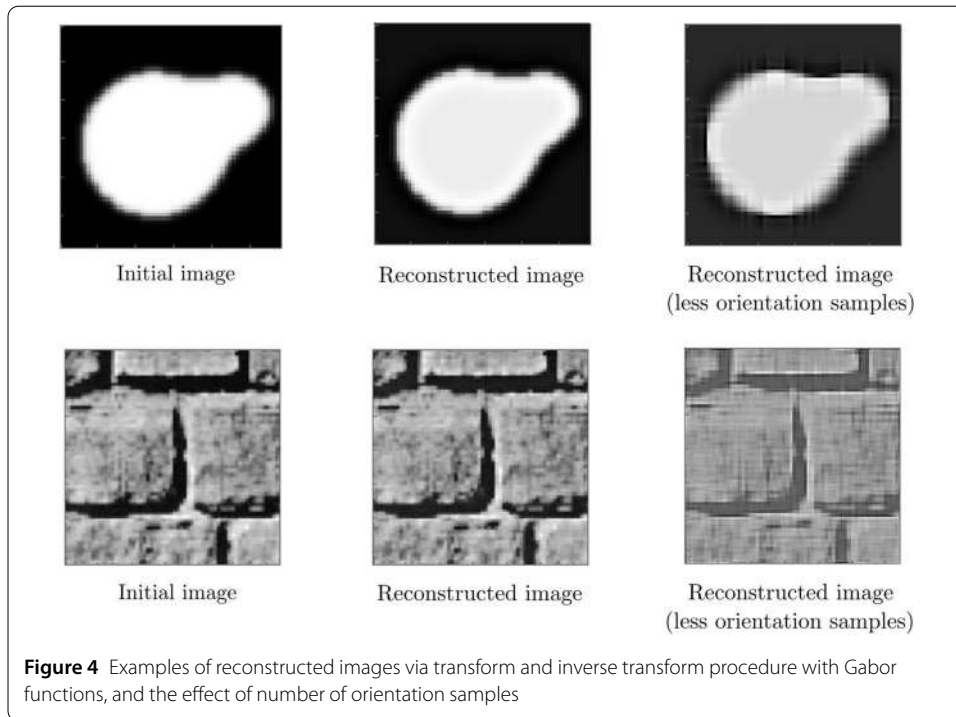 Initial image
Reconstructed image
Reconstructed image
(less orientation samples)
Initial image
Reconstructed image
Reconstructed image
(less orientation samples)
Figure 4 Examples of reconstructed images via transform and inverse transform procedure with Gabor
functions, and the effect of number of orientation samples